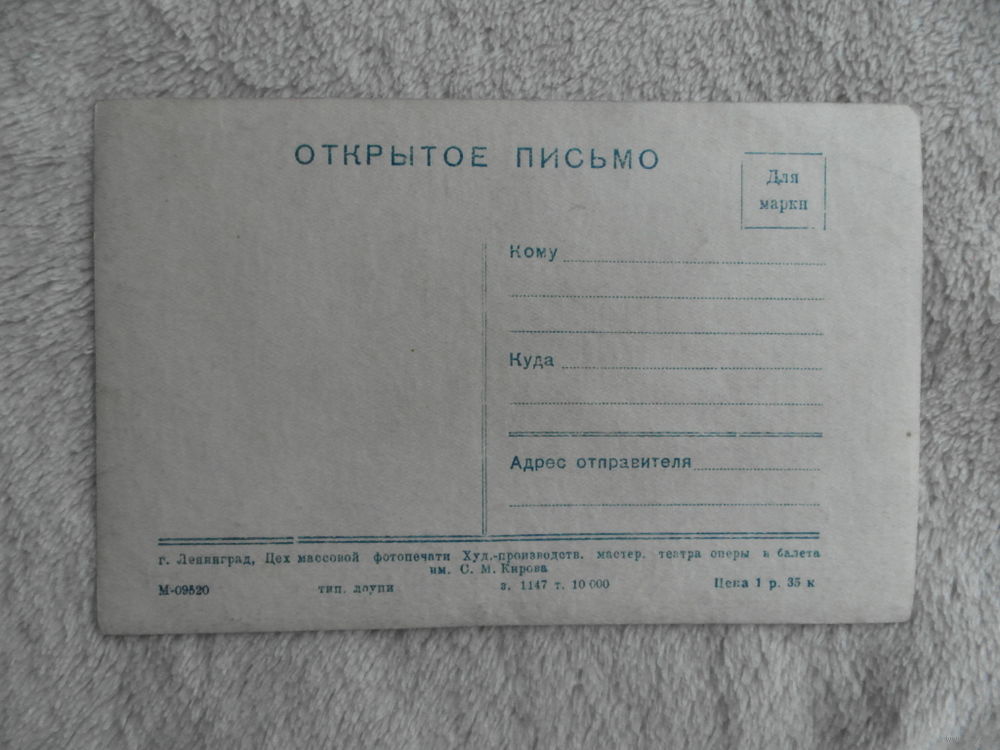 ОТКРЫТОЕ ПИСЬМО
Для
марки
Кому
Куда
Адрес отправителя
г. Ленинград, Цех массовой фотопечати Худ.-производств. мастер. театра оперы и балета
им. С. М. Кирова
М-09520 тип. лоупи з. 1147 т. 10 000 Цена 1 р. 35 к